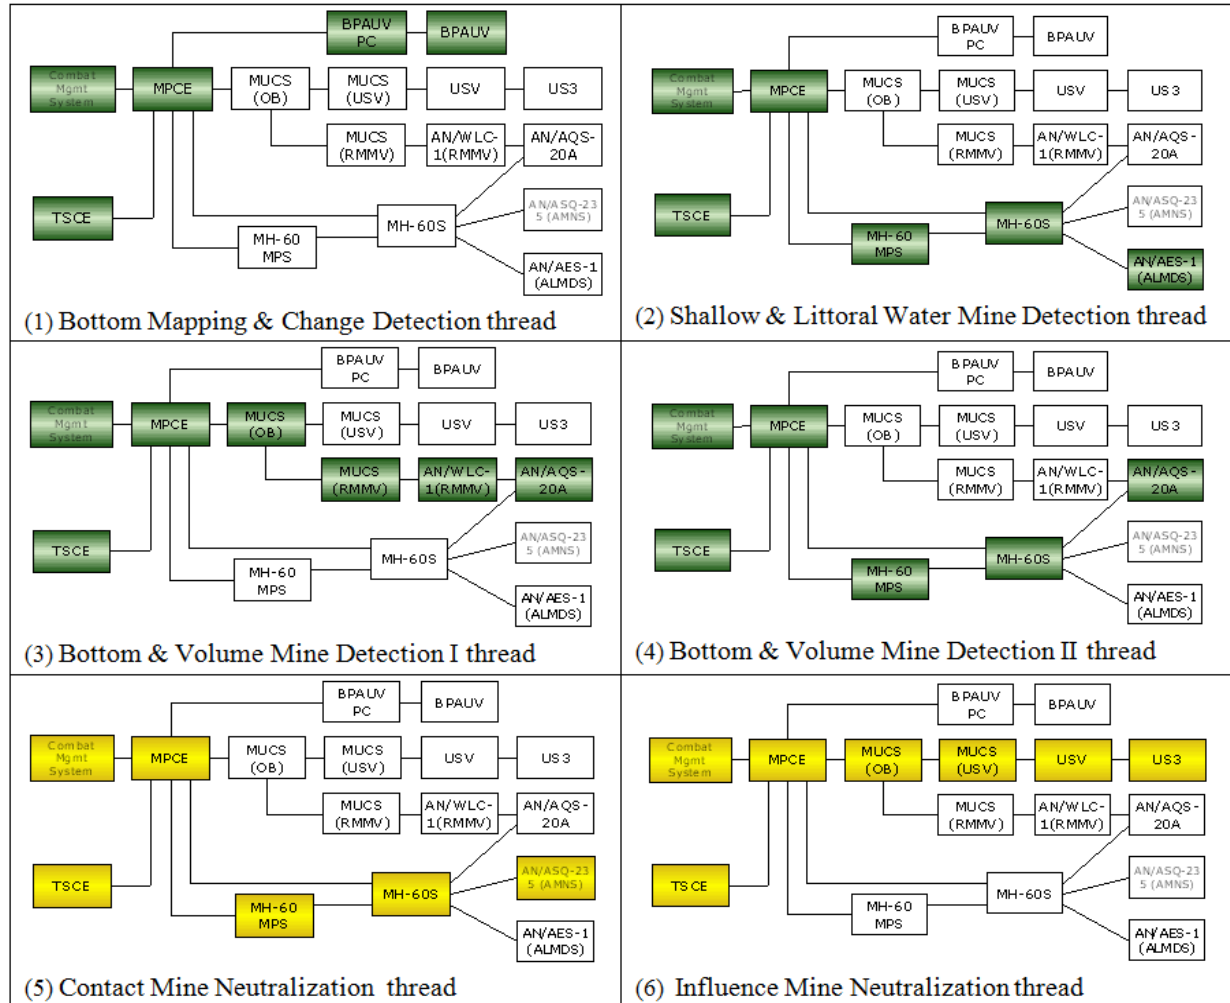 BPAUV
PC
BPAUV
Combat
Mgmt
System
MPCE
MUCS
(OB)
MUCS
(USV)
USV
US3
MUCS
(RMMV)
AN/WLC-
1(RMMV)
AN/AQS-
20A
TSCE
MH-60
MPS
MH-60S
AN/ASQ-23
5 (AMNS)
AN/AES-1
(ALMDS)
(1) Bottom Mapping & Change Detection thread
BPAUV
PC
BPAUV
Combat
Mgmt
System
MPCE
MUCS
(OB)
MUCS
(USV)
USV
US3
MUCS
(RMMV)
AN/WLC-
1(RMMV)
AN/AQS-
20A
TSCE
MH-60
MPS
MH-60S
AN/ASQ-23
5 (AMNS)
AN/AES-1
(ALMDS)
(2) Shallow & Littoral Water Mine Detection thread
BPAUV
PC
BPAUV
Combat
Mgmt
System
MPCE
MUCS
(OB)
MUCS
(USV)
USV
US3
MUCS
(RMMV)
AN/WLC-
1(RMMV)
AN/AQS-
20A
TSCE
MH-60
MPS
MH-60S
AN/ASQ-23
5 (AMNS)
AN/AES-1
(ALMDS)
(3) Bottom & Volume Mine Detection I thread
BPAUV
PC
BPAUV
Combat
Mgmt
System
MPCE
MUCS
(OB)
MUCS
(USV)
USV
US3
MUCS
(RMMV)
AN/WLC-
1(RMMV)
AN/AQS-
20A
TSCE
MH-60
MPS
MH-60S
AN/ASQ-23
5 (AMNS)
AN/AES-1
(ALMDS)
(4) Bottom & Volume Mine Detection II thread
BPAUV
PC
BPAUV
Combat
Mgmt
System
MPCE
MUCS
(OB)
MUCS
(USV)
USV
US3
MUCS
(RMMV)
AN/WLC-
1(RMMV)
AN/AQS-
20A
TSCE
MH-60
MPS
MH-60S
AN/ASQ-23
5 (AMNS)
AN/AES-1
(ALMDS)
(5) Contact Mine Neutralization thread
BPAUV
PC
BPAUV
Combat
Mgmt
System
MPCE
MUCS
(OB)
MUCS
(USV)
USV
US3
MUCS
(RMMV)
AN/WLC-
1(RMMV)
AN/AQS-
20A
TSCE
MH-60
MPS
MH-60S
AN/ASQ-23
5 (AMNS)
AN/AES-1
(ALMDS)
(6) Influence Mine Neutralization thread